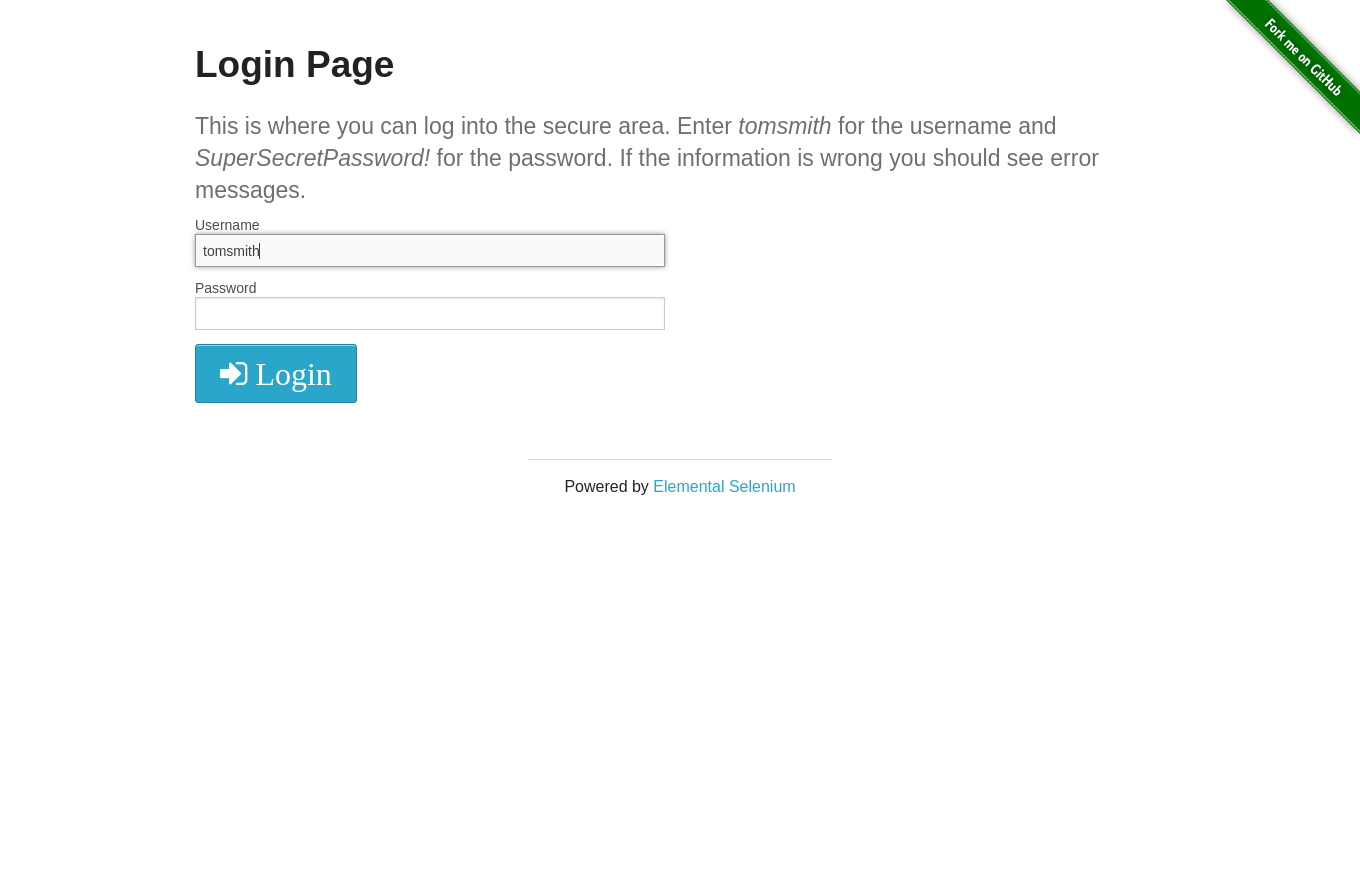 Fork me on GitHub
Login Page
This is where you can log into the secure area. Enter tomsmith for the username and
SuperSecretPassword! for the password. If the information is wrong you should see error
messages.
Username
tomsmith
Password
Login
Powered by Elemental Selenium